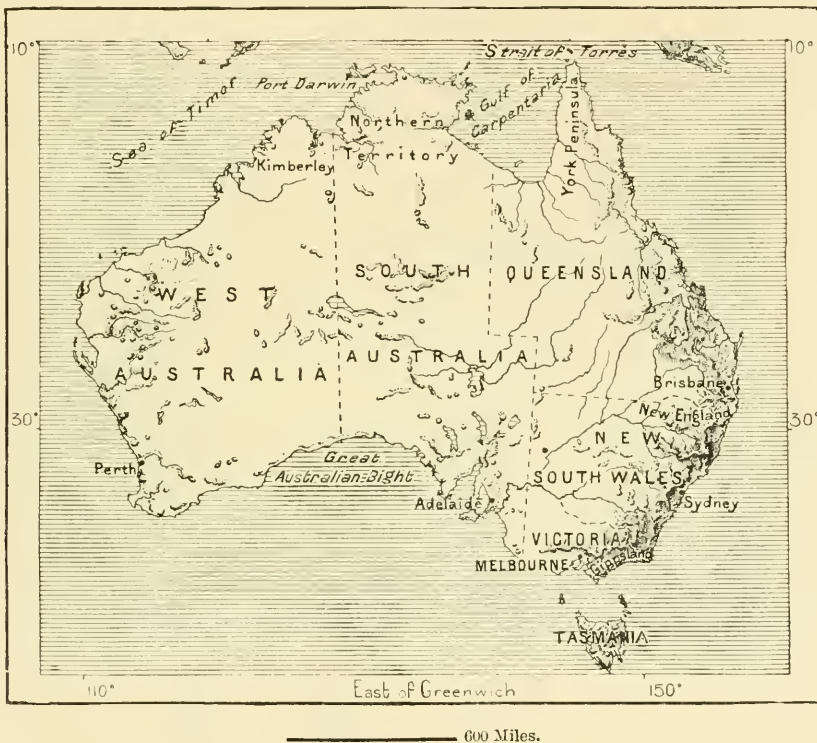 10°
Strait of Torrès
10°
Sea of Timor
Port Darwin
Gulf of
Carpentaria
York Peninsula
Northern
Territory
Kimberley
SOUTH
QUEENSLAND
WEST
AUSTRALIA
AUSTRALIA
Brisbane
New England
30°
30°
NEW
Great
Australian Bight
Perth
SOUTH WALES
Adelaide
Sydney
VICTORIA
MELBOURNE
Gippsland
TASMANIA
110°
East of Greenwich
150°
600 Miles.